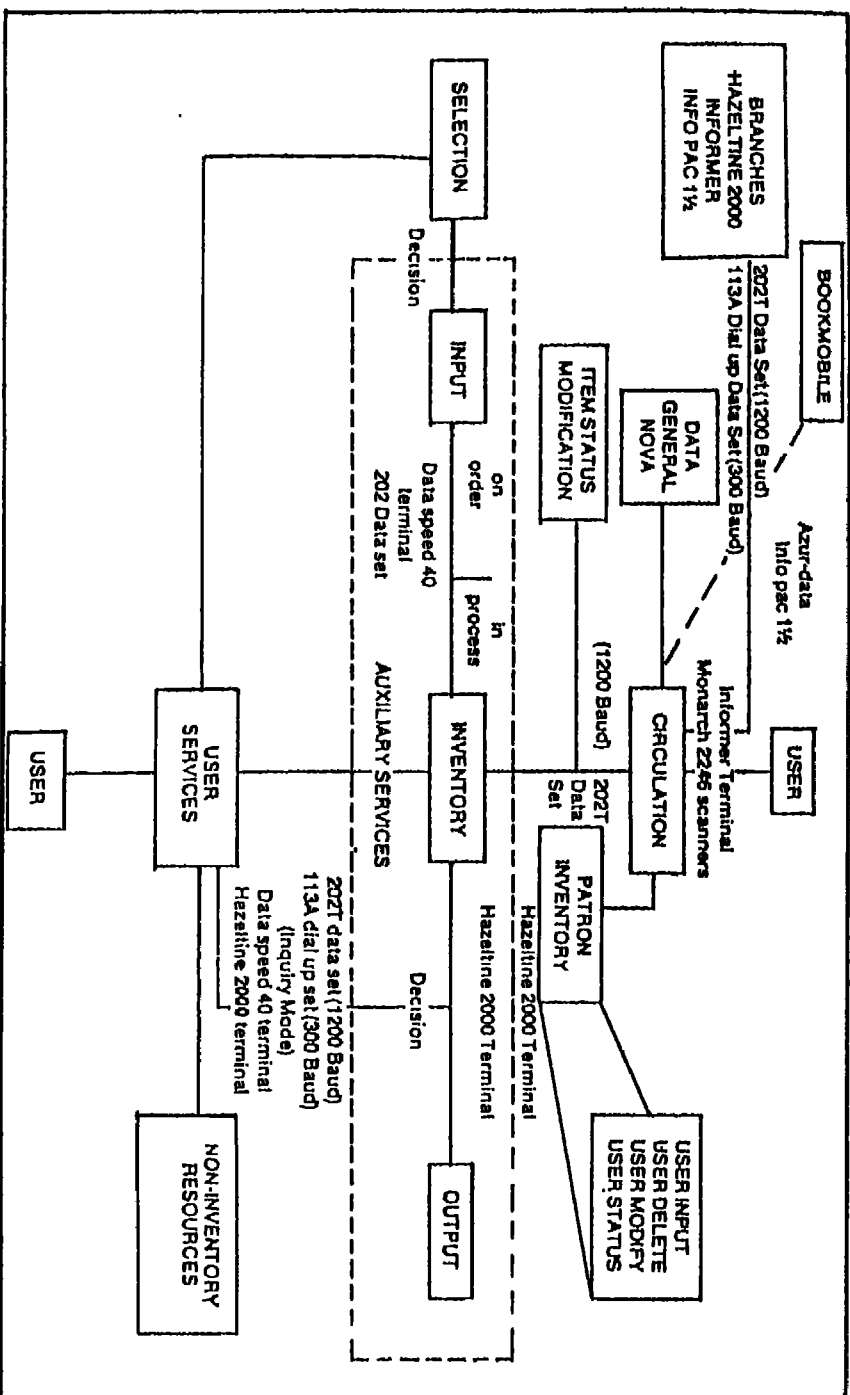 BRANCHES
HAZELTINE 2000
INFORMER
INFO PAC 1½
BOOKMOBILE
202T Data Set (1200 Baud)
113A Dial up Data Set (300 Baud)
Azur-data
Info pac 1½
USER
Informer Terminal
Monarch 2246 scanners
DATA
GENERAL
NOVA
CIRCULATION
ITEM STATUS
MODIFICATION
(1200 Baud)
202T
Data
Set
PATRON
INVENTORY
USER INPUT
USER DELETE
USER MODIFY
USER STATUS
Hazeltine 2000 Terminal
SELECTION
Decision
INPUT
on
order
in
process
Data speed 40
terminal
202 Data set
INVENTORY
Hazeltine 2000 Terminal
OUTPUT
AUXILIARY SERVICES
Decision
202T data set (1200 Baud)
113A dial up set (300 Baud)
(Inquiry Mode)
Data speed 40 terminal
Hazeltine 2000 terminal
USER
SERVICES
NON-INVENTORY
RESOURCES
USER